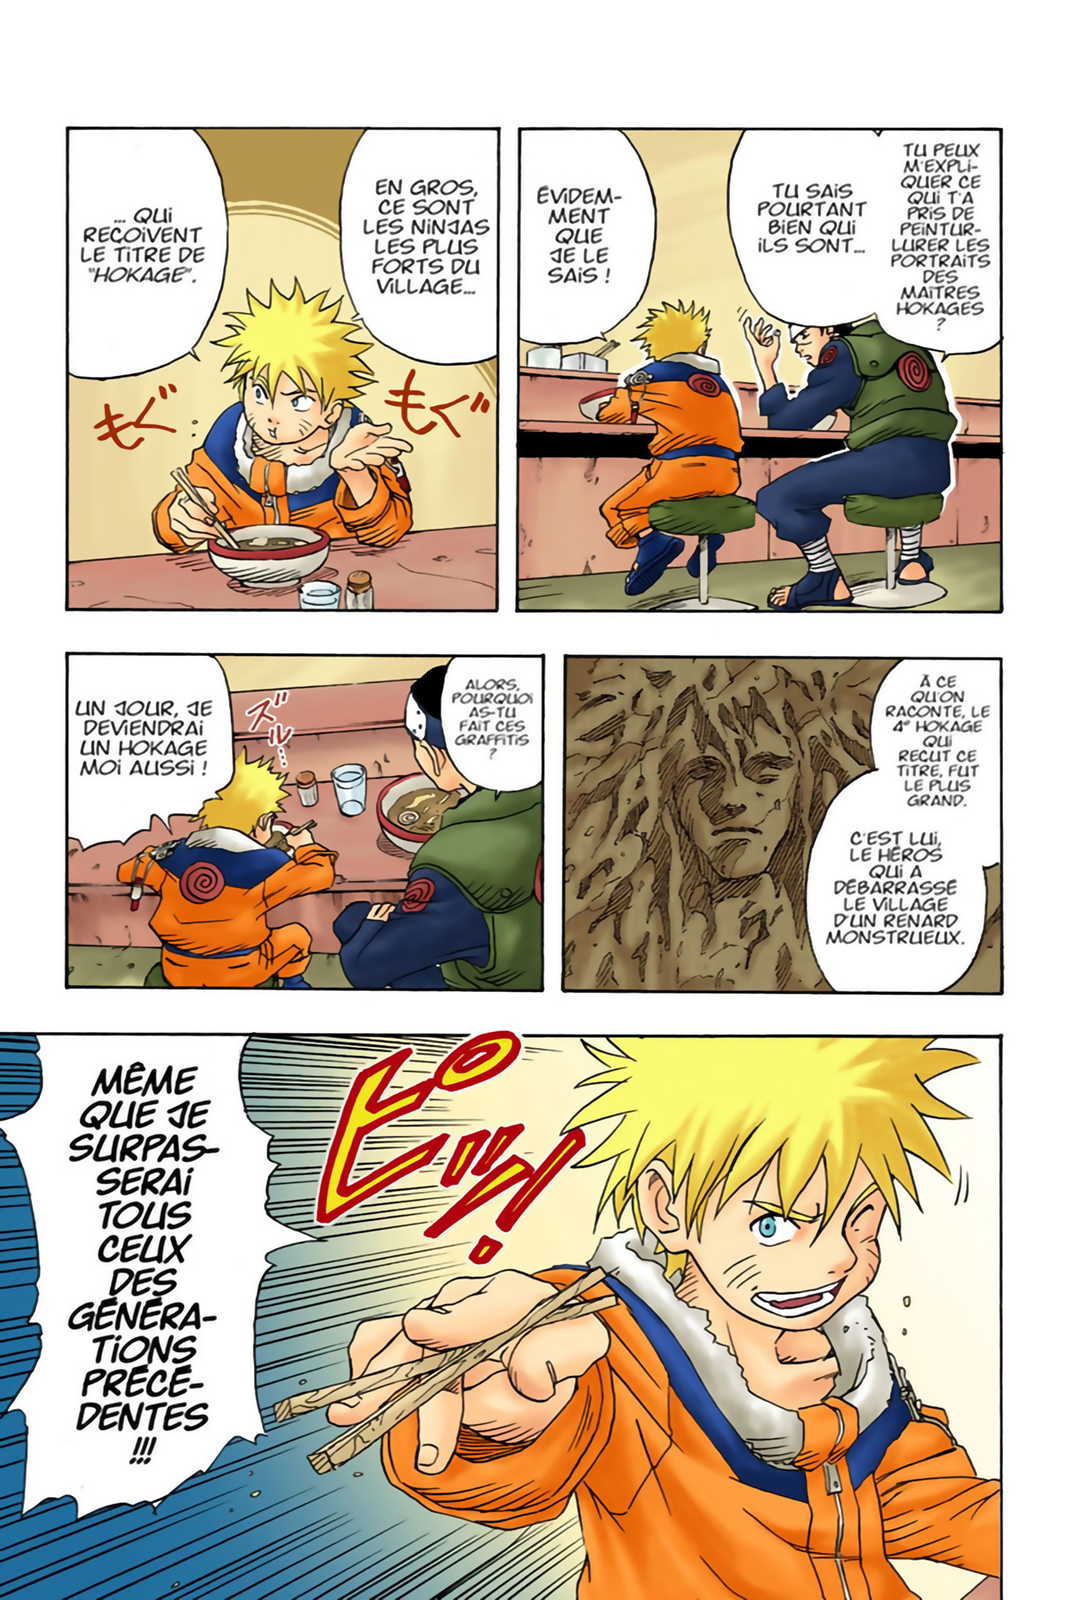 TU PEUX
M'EXPLI-
QUER CE
QUI T'A
PRIS DE
PEINTUR-
LURER LES
PORTRAITS
DES
MAÎTRES
HOKAGES
?
TU SAIS
POURTANT
BIEN QUI
ILS SONT...
ÉVIDEM-
MENT
QUE
JE LE
SAIS !
EN GROS,
CE SONT
LES NINJAS
LES PLUS
FORTS DU
VILLAGE...
... QUI
REÇOIVENT
LE TITRE DE
"HOKAGE".
もぐ
もぐ
À CE
QU'ON
RACONTE, LE
4e HOKAGE
QUI
REÇUT CE
TITRE, FUT
LE PLUS
GRAND.
C'EST LUI,
LE HÉROS
QUI A
DÉBARRASSÉ
LE VILLAGE
D'UN RENARD
MONSTRUEUX.
ALORS,
POURQUOI
AS-TU
FAIT CES
GRAFFITIS
?
ズル...
UN JOUR, JE
DEVIENDRAI
UN HOKAGE
MOI AUSSI !
ピッ!
MÊME
QUE JE
SURPAS-
SERAI
TOUS
CEUX
DES
GÉNÉRA-
TIONS
PRÉCÉ-
DENTES
!!!